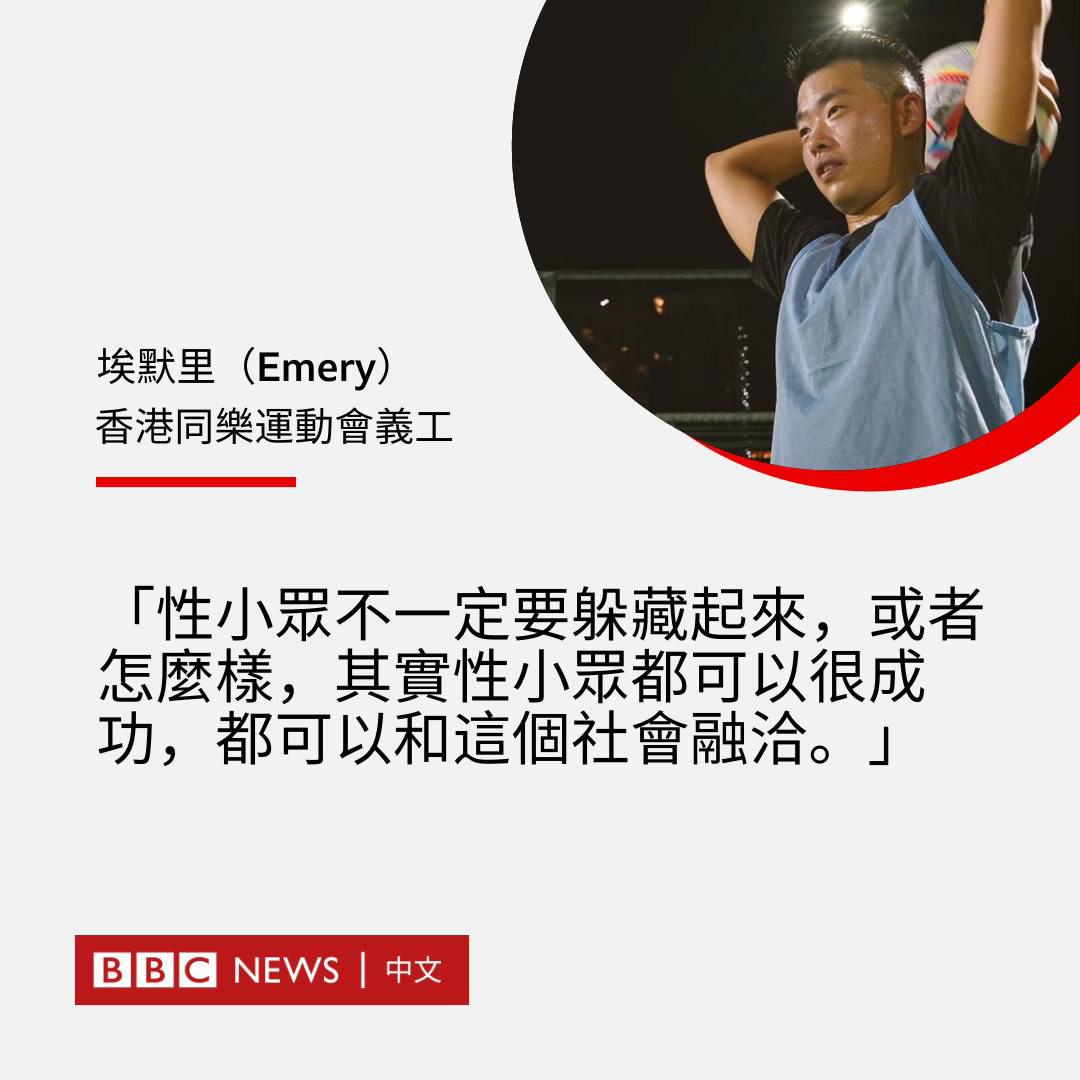 埃默里（Emery）
香港同樂運動會義工
「性小眾不一定要躲藏起來，或者
怎麼樣，其實性小眾都可以很成
功，都可以和這個社會融洽。」
BBC NEWS | 中文